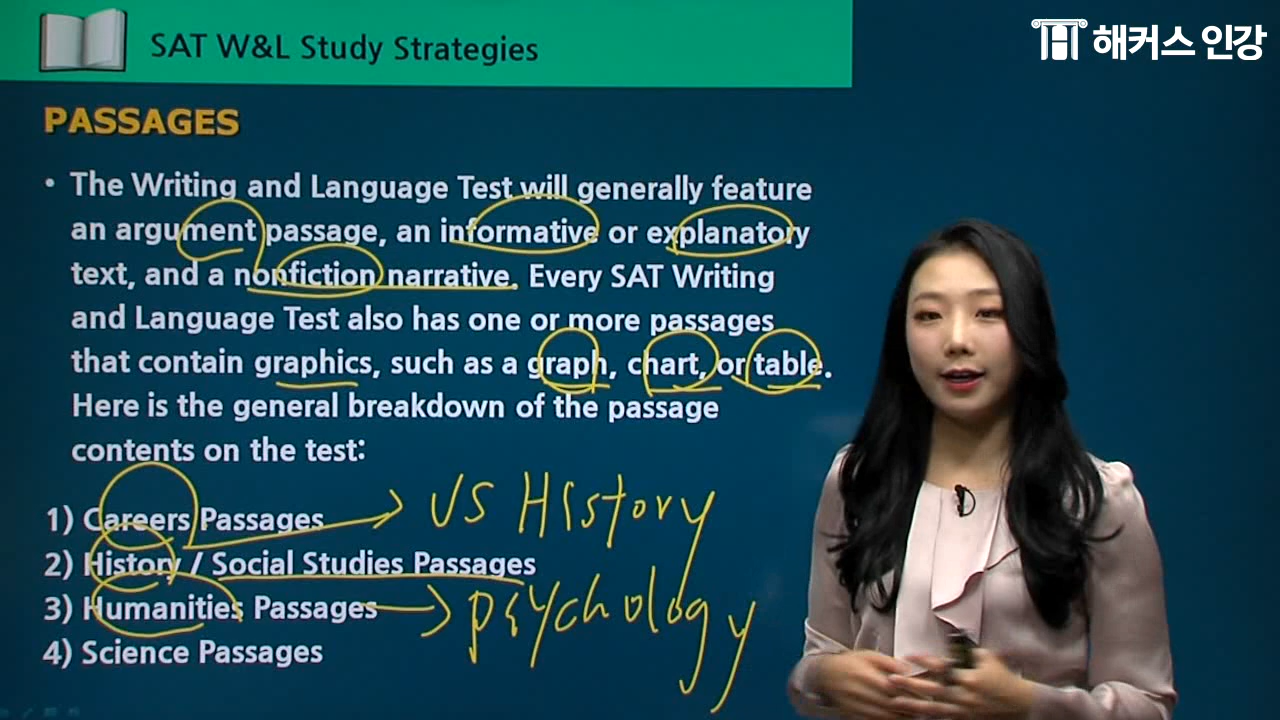 SAT W&L Study Strategies
해커스 인강
PASSAGES
• The Writing and Language Test will generally feature
an argument passage, an informative or explanatory
text, and a nonfiction narrative. Every SAT Writing
and Language Test also has one or more passages
that contain graphics, such as a graph, chart, or table.
Here is the general breakdown of the passage
contents on the test:
1) Careers Passages
US History
2) History / Social Studies Passages
3) Humanities Passages
psychology
4) Science Passages